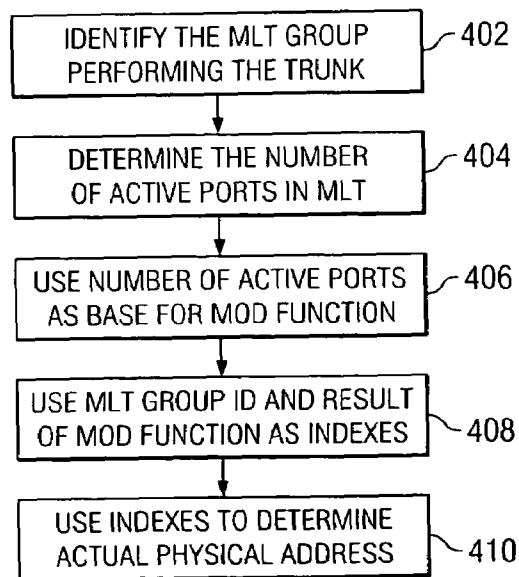 IDENTIFY THE MLT GROUP
PERFORMING THE TRUNK
402
DETERMINE THE NUMBER
OF ACTIVE PORTS IN MLT
404
USE NUMBER OF ACTIVE PORTS
AS BASE FOR MOD FUNCTION
406
USE MLT GROUP ID AND RESULT
OF MOD FUNCTION AS INDEXES
408
USE INDEXES TO DETERMINE
ACTUAL PHYSICAL ADDRESS
410